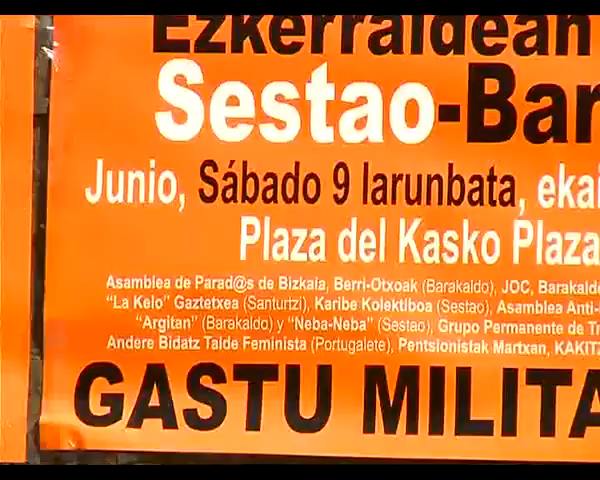 Ezkerraldean
Sestao-Bar
Junio, Sábado 9 larunbata, ekai
Plaza del Kasko Plaza
Asamblea de Parad@s de Bizkaia, Berri-Otxoak (Barakaldo), JOC, Barakalde
"La Kelo" Gaztetxea (Santurtzi), Karibe Kolektiboa (Sestao), Asamblea Anti-
"Argitan" (Barakaldo) y "Neba-Neba" (Sestao), Grupo Permanente de Tr
Andere Bidatz Talde Feminista (Portugalete), Pentsionistak Martxan, KAKITZ
GASTU MILITA